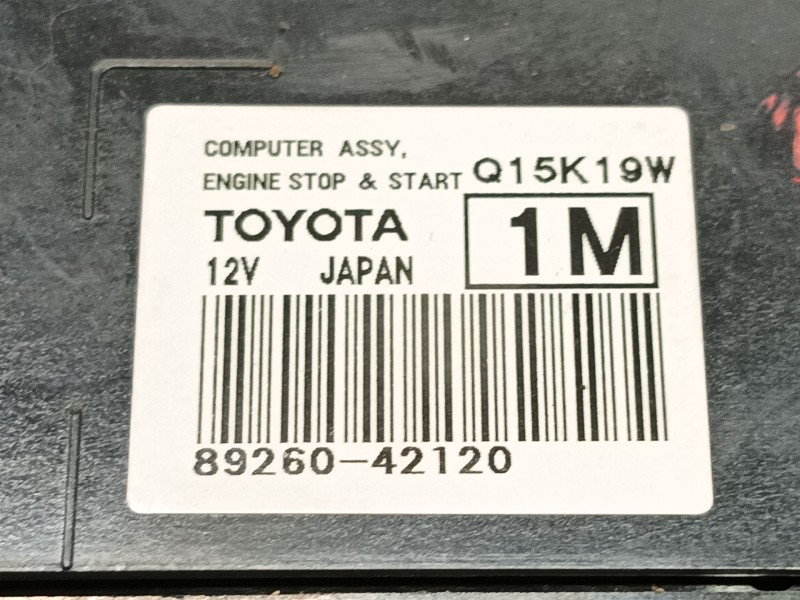 COMPUTER ASSY,
ENGINE STOP & START Q15K19W
TOYOTA 1M
12V JAPAN
89260-42120